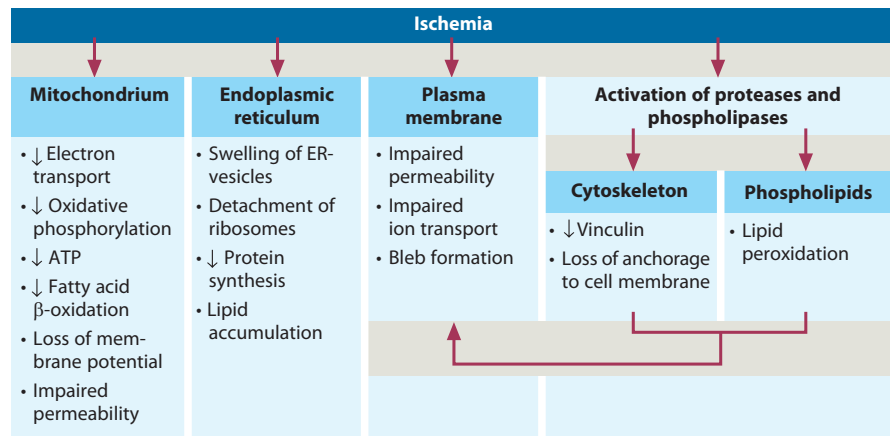 Ischemia
Mitochondrium
• ↓ Electron
transport
• ↓ Oxidative
phosphorylation
• ↓ ATP
• ↓ Fatty acid
β-oxidation
• Loss of mem-
brane potential
• Impaired
permeability
Endoplasmic
reticulum
• Swelling of ER-
vesicles
• Detachment of
ribosomes
• ↓ Protein
synthesis
• Lipid
accumulation
Plasma
membrane
• Impaired
permeability
• Impaired
ion transport
• Bleb formation
Activation of proteases and
phospholipases
Cytoskeleton
• ↓ Vinculin
• Loss of anchorage
to cell membrane
Phospholipids
• Lipid
peroxidation